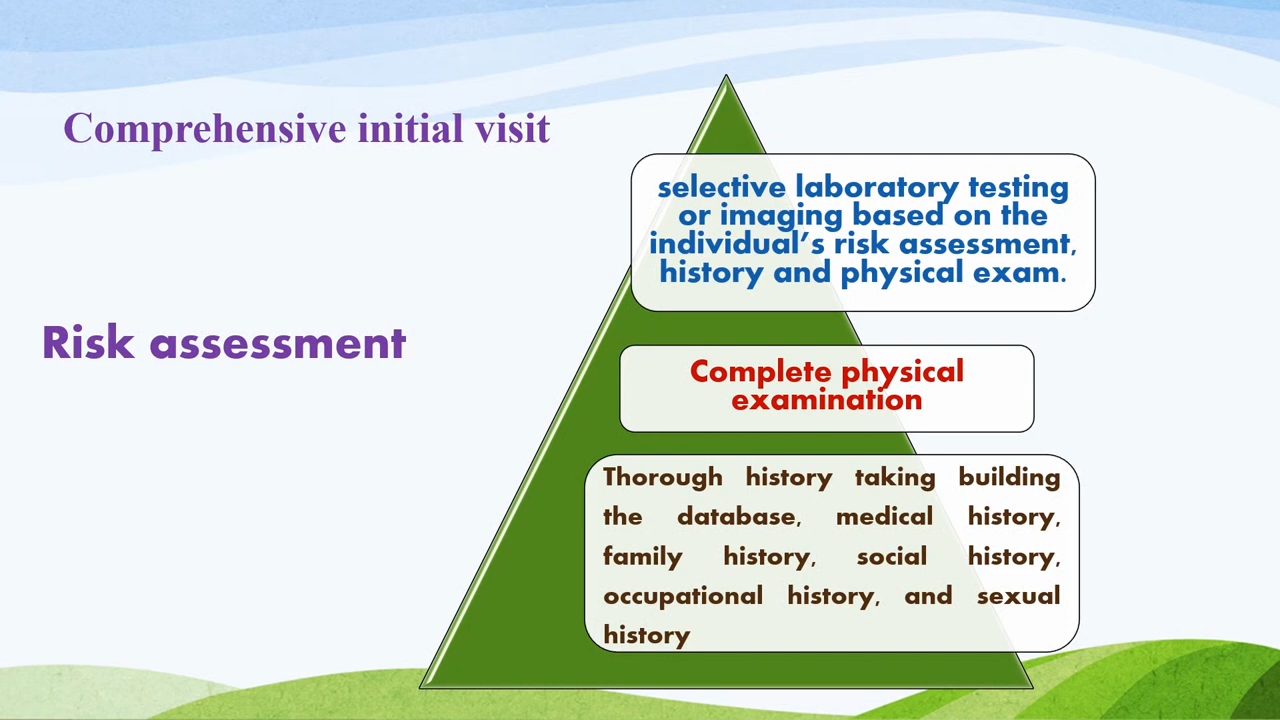 Comprehensive initial visit
selective laboratory testing
or imaging based on the
individual's risk assessment,
history and physical exam.
Risk assessment
Complete physical
examination
Thorough history taking building
the database, medical history,
family history, social history,
occupational history, and sexual
history